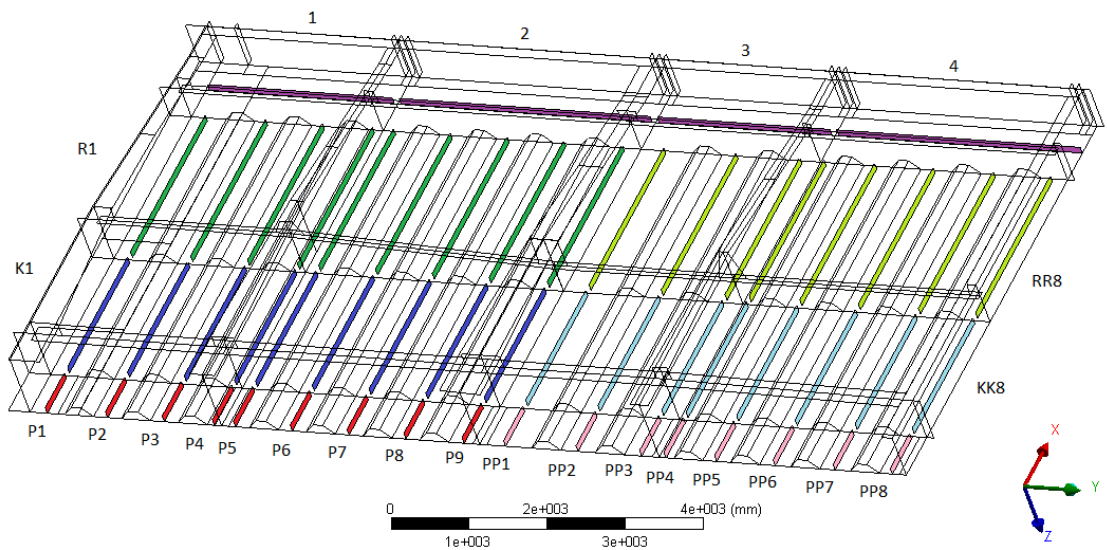 1
2
3
4
R1
K1
RR8
KK8
P1
P2
P3
P4
P5
P6
P7
P8
P9
PP1
PP2
PP3
PP4
PP5
PP6
PP7
PP8
0
2e+003
4e+003 (mm)
1e+003
3e+003
X
Y
Z